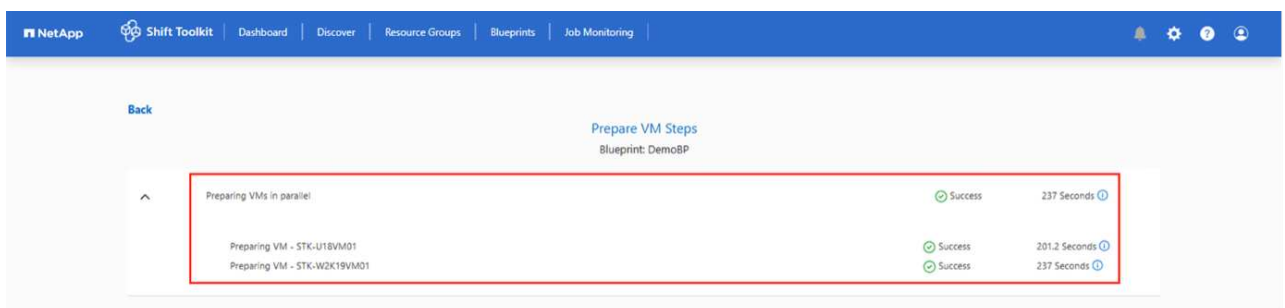 NetApp Shift Toolkit Dashboard Discover Resource Groups Blueprints Job Monitoring
Back
Prepare VM Steps
Blueprint: DemoBP
Preparing VMs in parallel Success 237 Seconds
Preparing VM - STK-U18VM01 Success 201.2 Seconds
Preparing VM - STK-W2K19VM01 Success 237 Seconds